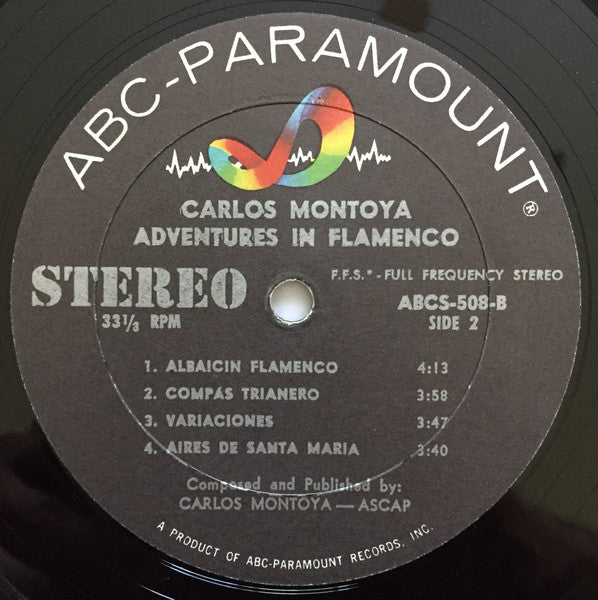 ABC-PARAMOUNT®
CARLOS MONTOYA
ADVENTURES IN FLAMENCO
STEREO
33⅓ RPM
F.F.S.* - FULL FREQUENCY STEREO
ABCS-508-B
SIDE 2
1. ALBAICIN FLAMENCO 4:13
2. COMPÁS TRIANERO 3:58
3. VARIACIONES 3:47
4. AIRES DE SAMTA MARIA 3:40
Composed and Published by:
CARLOS MONTOYA — ASCAP
A PRODUCT OF ABC-PARAMOUNT RECORDS, INC.